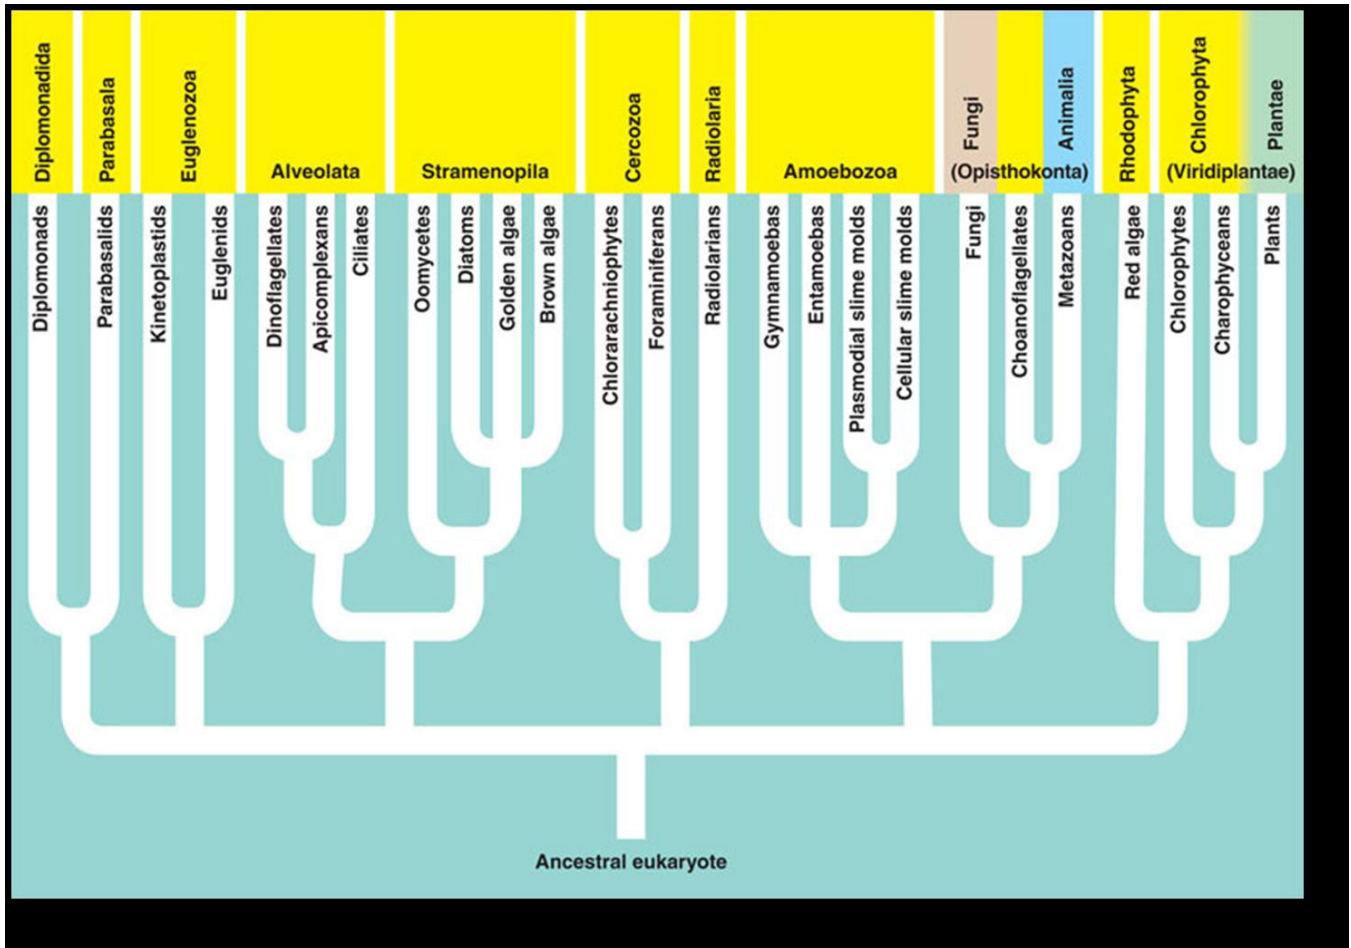 Diplomonadida
Parabasala
Euglenozoa
Alveolata
Stramenopila
Cercozoa
Radiolaria
Amoebozoa
Fungi
Animalia
(Opisthokonta)
Rhodophyta
Chlorophyta
Plantae
(Viridiplantae)
Diplomonads
Parabasalids
Kinetoplastids
Euglenids
Dinoflagellates
Apicomplexans
Ciliates
Oomycetes
Diatoms
Golden algae
Brown algae
Chlorarachniophytes
Foraminiferans
Radiolarians
Gymnamoebas
Entamoebas
Plasmodial slime molds
Cellular slime molds
Fungi
Choanoflagellates
Metazoans
Red algae
Chlorophytes
Charophyceans
Plants
Ancestral eukaryote